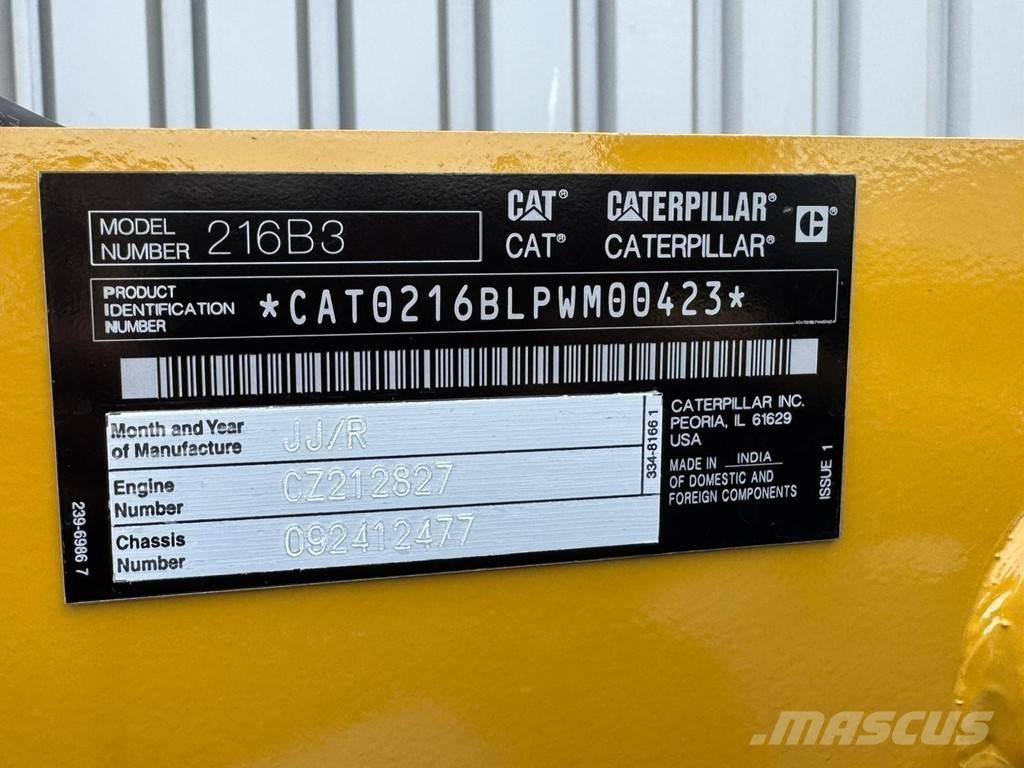 CAT® CATERPILLAR® C®
CAT® CATERPILLAR®
MODEL NUMBER 216B3
PRODUCT IDENTIFICATION NUMBER *CAT0216BLPWM00423*
Month and Year of Manufacture JJ/R
Engine Number CZ212827
Chassis Number 092412477
334-8166 1
CATERPILLAR INC.
PEORIA, IL 61629
USA
MADE IN INDIA
OF DOMESTIC AND
FOREIGN COMPONENTS
ISSUE 1
239-6986 7
MASCUS